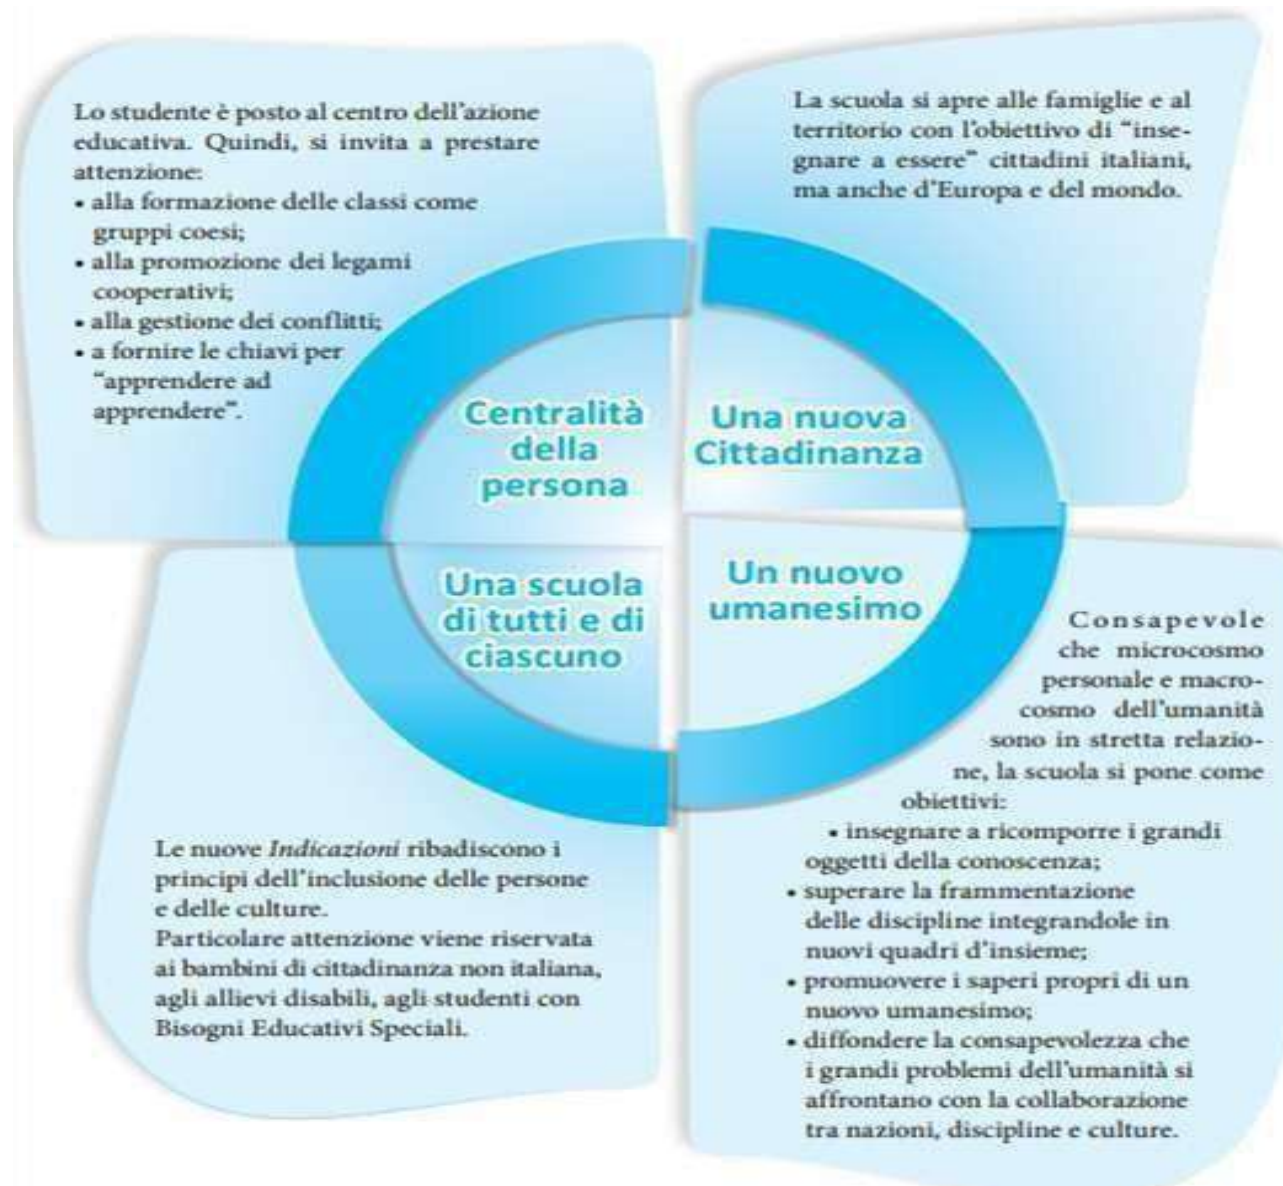 Lo studente è posto al centro dell'azione
educativa. Quindi, si invita a prestare
attenzione:
• alla formazione delle classi come
gruppi coesi;
• alla promozione dei legami
cooperativi;
• alla gestione dei conflitti;
• a fornire le chiavi per
“apprendere ad
apprendere”.
Centralità
della
persona
La scuola si apre alle famiglie e al
territorio con l'obiettivo di “inse-
gnare a essere” cittadini italiani,
ma anche d'Europa e del mondo.
Una nuova
Cittadinanza
Una scuola
di tutti e di
ciascuno
Le nuove Indicazioni ribadiscono i
principi dell'inclusione delle persone
e delle culture.
Particolare attenzione viene riservata
ai bambini di cittadinanza non italiana,
agli allievi disabili, agli studenti con
Bisogni Educativi Speciali.
Un nuovo
umanesimo
Consapevole
che microcosmo
personale e macro-
cosmo dell'umanità
sono in stretta relazio-
ne, la scuola si pone come
obiettivi:
• insegnare a ricomporre i grandi
oggetti della conoscenza;
• superare la frammentazione
delle discipline integrandole in
nuovi quadri d'insieme;
• promuovere i saperi propri di un
nuovo umanesimo;
• diffondere la consapevolezza che
i grandi problemi dell'umanità si
affrontano con la collaborazione
tra nazioni, discipline e culture.